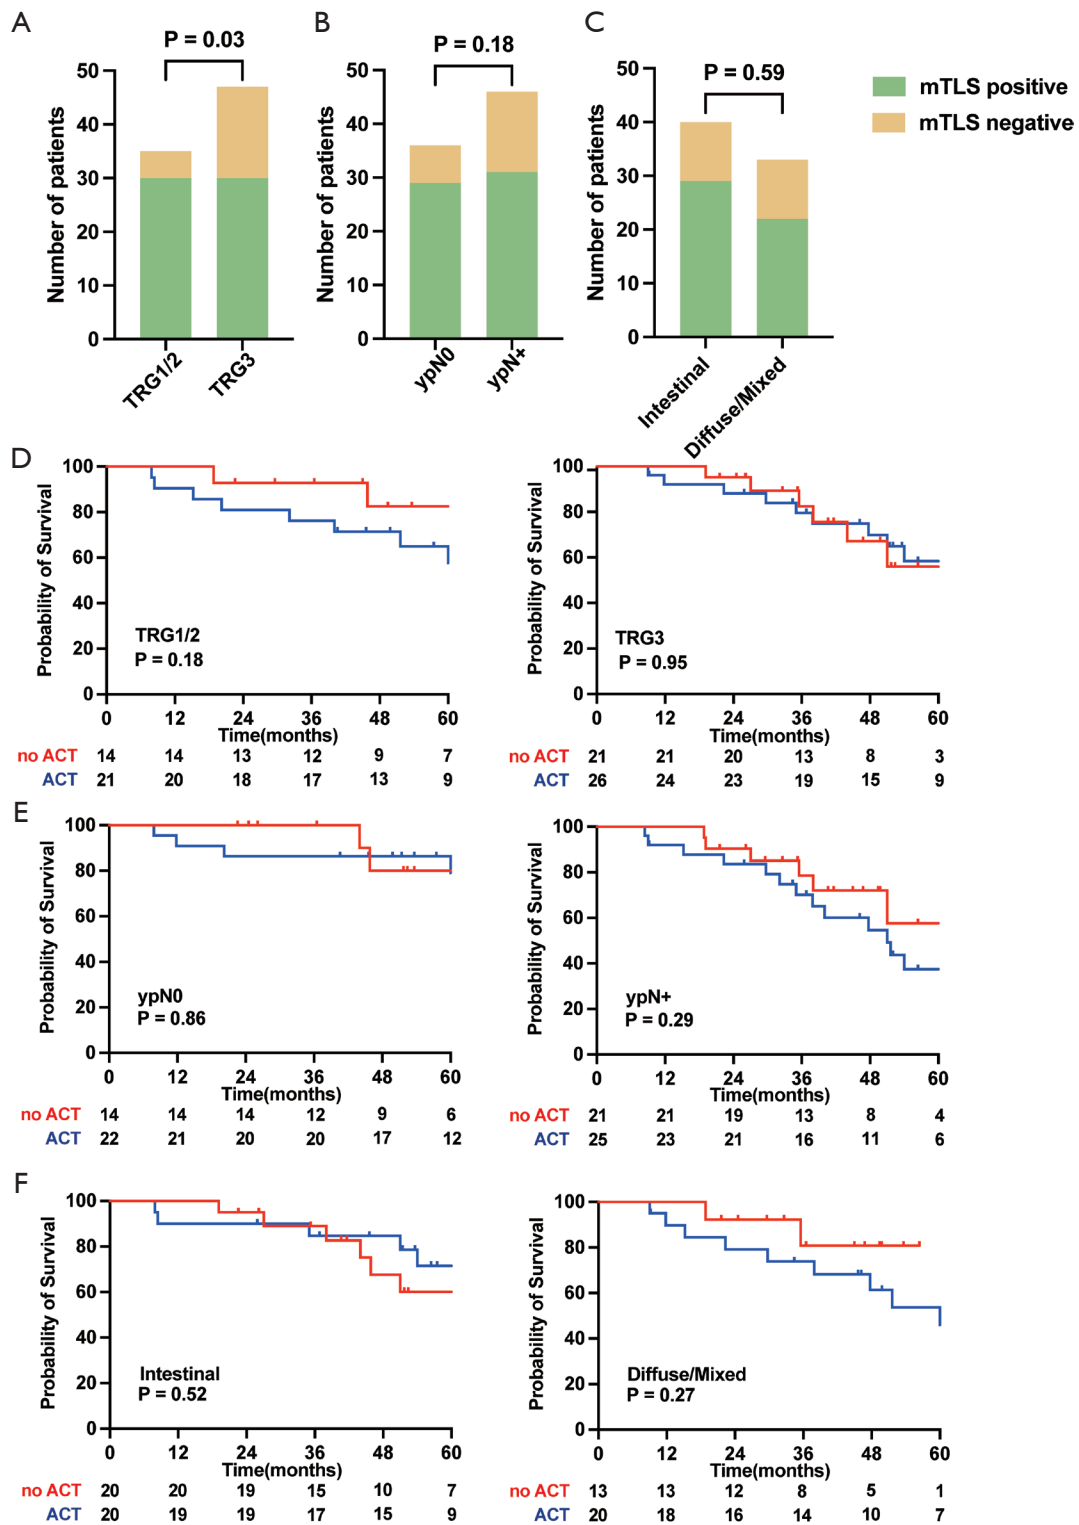 A
P = 0.03
Number of patients
50
40
30
20
10
0
TRG1/2
TRG3
B
P = 0.18
Number of patients
50
40
30
20
10
0
ypN0
ypN+
C
P = 0.59
Number of patients
50
40
30
20
10
0
Intestinal
Diffuse/Mixed
mTLS positive
mTLS negative
D
Probability of Survival
100
80
60
40
20
0
TRG1/2
P = 0.18
0 12 24 36 48 60
Time(months)
no ACT 14 14 13 12 9 7
ACT 21 20 18 17 13 9
Probability of Survival
100
80
60
40
20
0
TRG3
P = 0.95
0 12 24 36 48 60
Time(months)
no ACT 21 21 20 13 8 3
ACT 26 24 23 19 15 9
E
Probability of Survival
100
80
60
40
20
0
ypN0
P = 0.86
0 12 24 36 48 60
Time(months)
no ACT 14 14 14 12 9 6
ACT 22 21 20 20 17 12
Probability of Survival
100
80
60
40
20
0
ypN+
P = 0.29
0 12 24 36 48 60
Time(months)
no ACT 21 21 19 13 8 4
ACT 25 23 21 16 11 6
F
Probability of Survival
100
80
60
40
20
0
Intestinal
P = 0.52
0 12 24 36 48 60
Time(months)
no ACT 20 20 19 15 10 7
ACT 20 19 19 17 15 9
Probability of Survival
100
80
60
40
20
0
Diffuse/Mixed
P = 0.27
0 12 24 36 48 60
Time(months)
no ACT 13 13 12 8 5 1
ACT 20 18 16 14 10 7